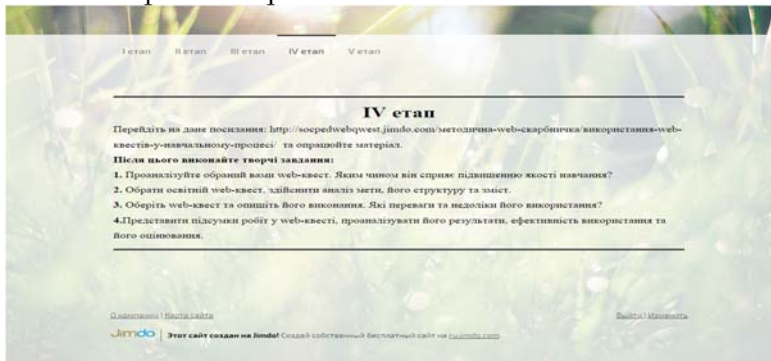 І етап ІІ етап ІІІ етап IV етап V етап
IV етап
Перейдіть на дане посилання: http://socpedwebqwest.jimdo.com/методична-web-скарбничка/використання-web-
квестів-у-навчальному-процесі/ та опрацюйте матеріал.
Після цього виконайте творчі завдання:
1. Проаналізуйте обраний вами web-квест. Яким чином він сприяє підвищенню якості навчання?
2. Обрати освітній web-квест, здійснити аналіз мети, його структуру та зміст.
3. Оберіть web-квест та опишіть його виконання. Які переваги та недоліки його використання?
4.Представити підсумки робіт у web-квесті, проаналізувати його результати, ефективність використання та
його оцінювання.
О компании | Карта сайта Выйти | Изменить
Jimdo Этот сайт создан на Jimdo! Создай собственный бесплатный сайт на ru.jimdo.com